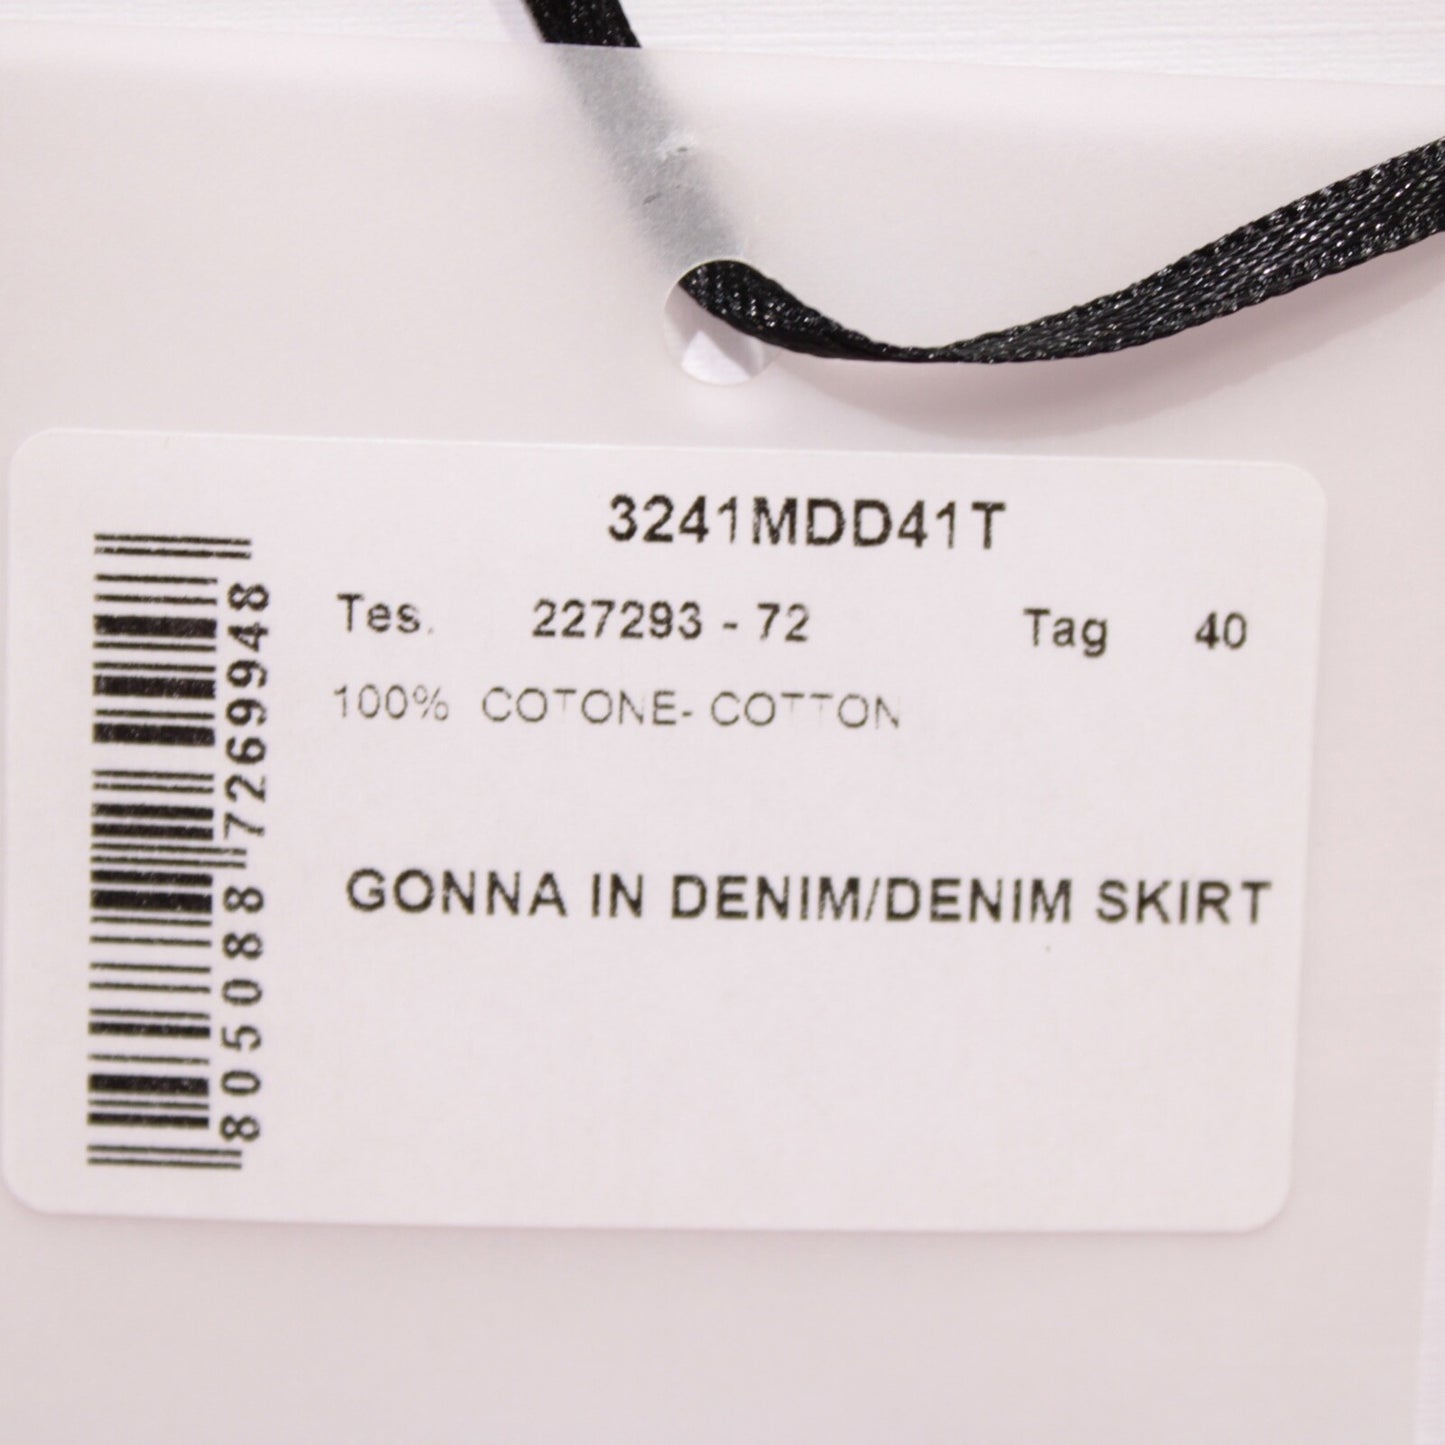 3241MDD41T
Tes. 227293 - 72 Tag 40
100% COTONE- COTTON
GONNA IN DENIM/DENIM SKIRT
8050887269948